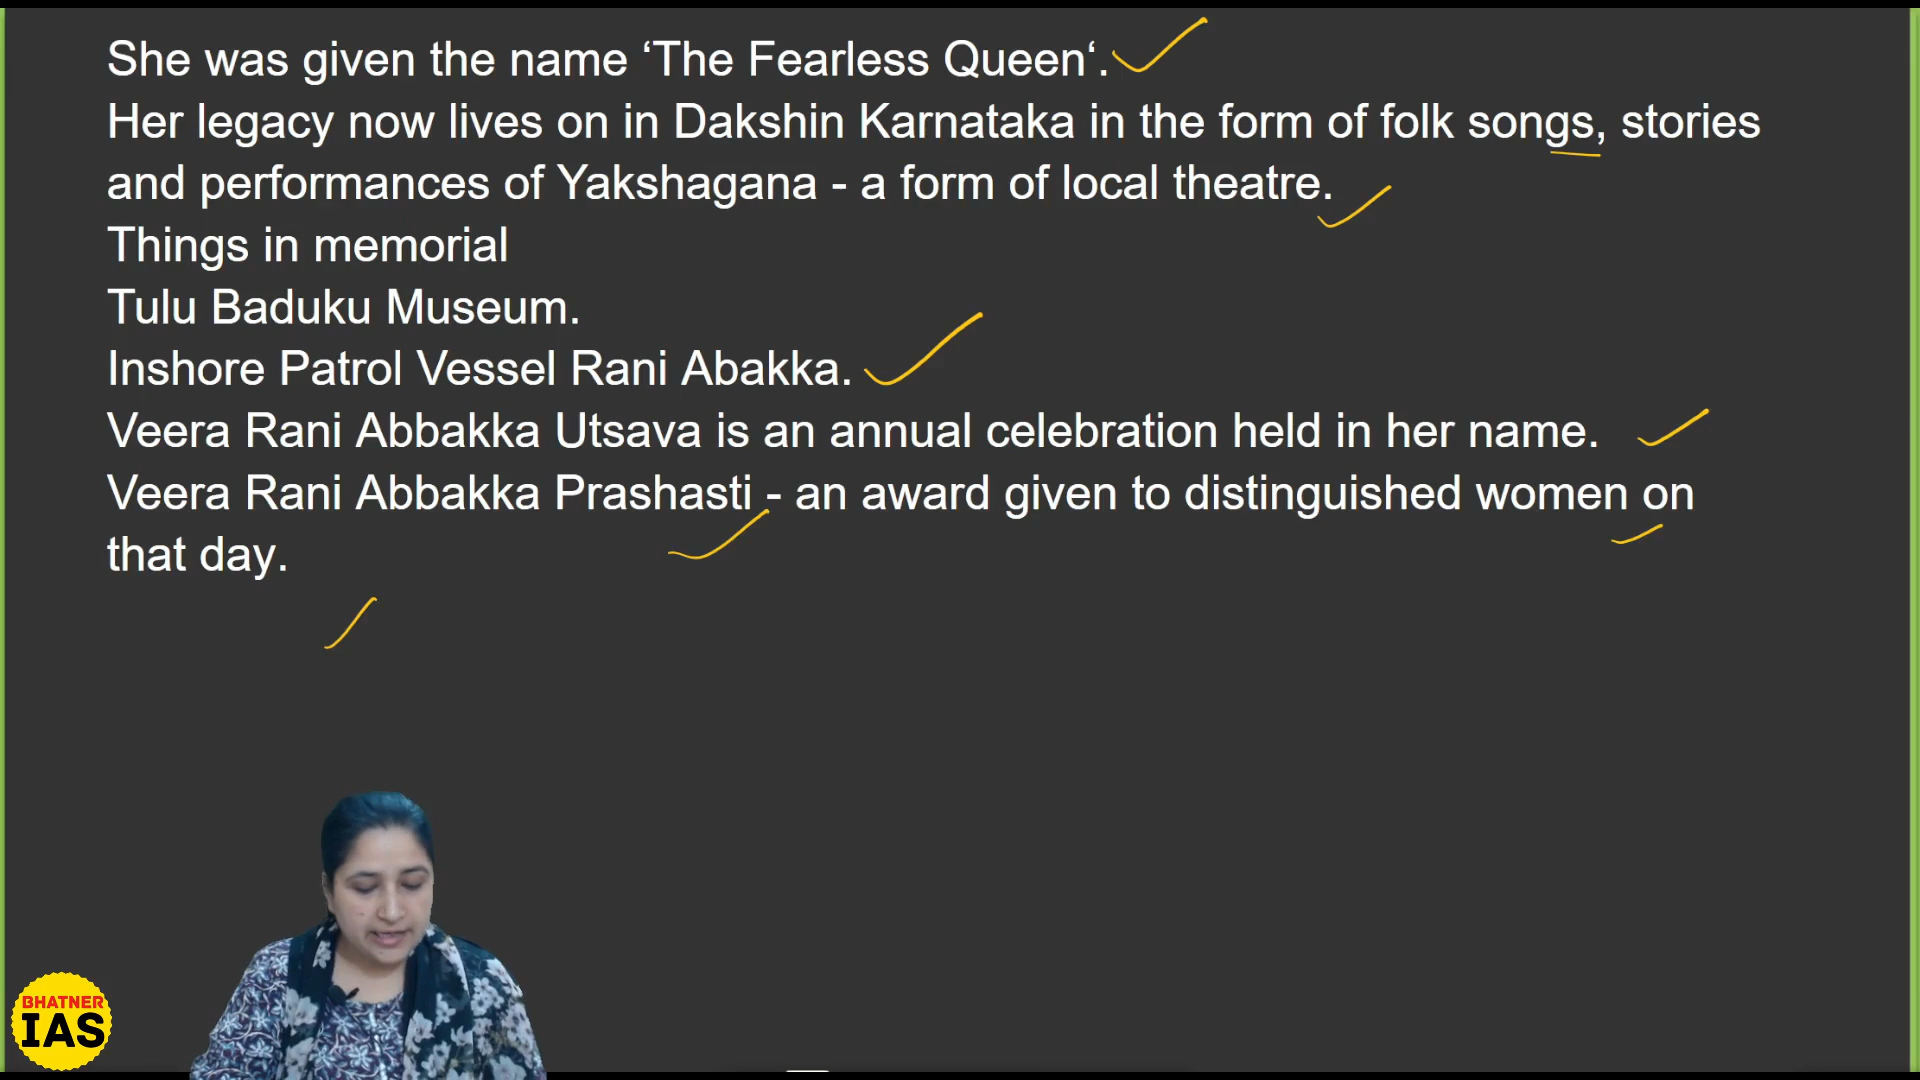 She was given the name ‘The Fearless Queen‘.
Her legacy now lives on in Dakshin Karnataka in the form of folk songs, stories
and performances of Yakshagana - a form of local theatre.
Things in memorial
Tulu Baduku Museum.
Inshore Patrol Vessel Rani Abakka.
Veera Rani Abbakka Utsava is an annual celebration held in her name.
Veera Rani Abbakka Prashasti - an award given to distinguished women on
that day.
BHATNER
IAS